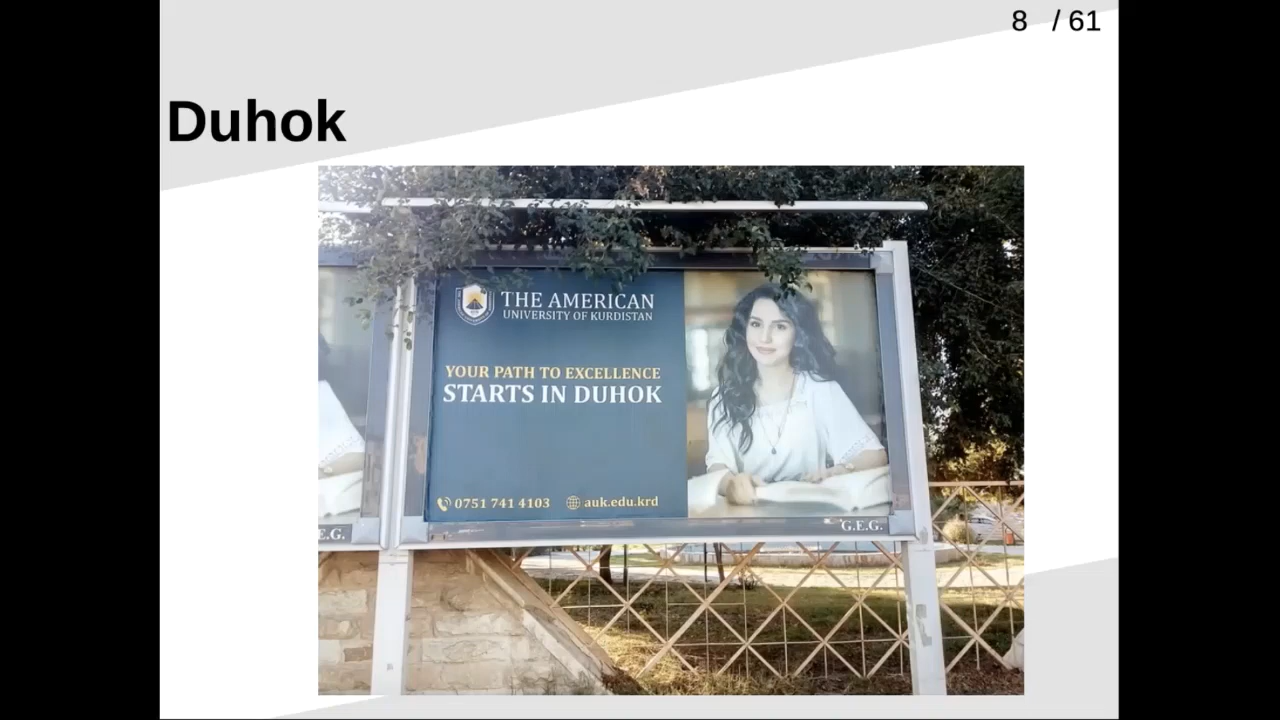 8 / 61
Duhok
THE AMERICAN
UNIVERSITY OF KURDISTAN
YOUR PATH TO EXCELLENCE
STARTS IN DUHOK
0751 741 4103 auk.edu.krd
E.G.
G.E.G.